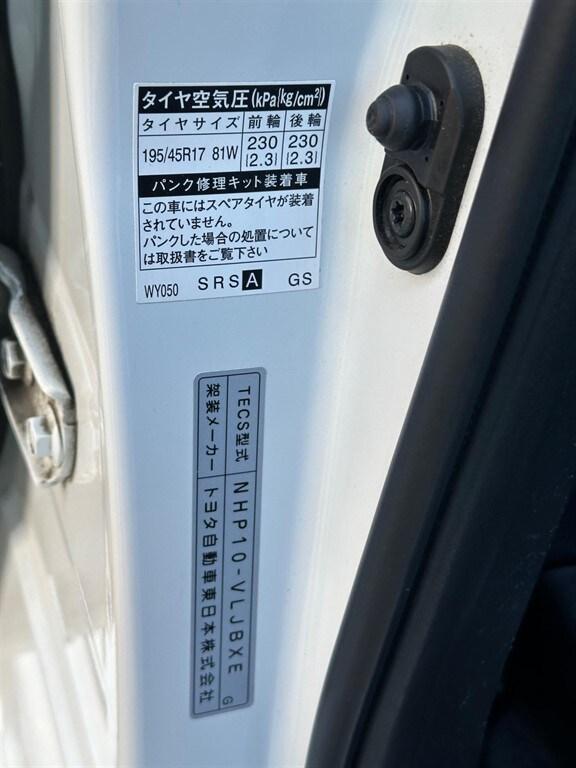 タイヤ空気圧(kPa[kg/cm²])
タイヤサイズ 前輪 後輪
195/45R17 81W 230 [2.3] 230 [2.3]
パンク修理キット装着車
この車にはスペアタイヤが装着
されていません。
パンクした場合の処置について
は取扱書をご覧下さい
WY050 SRSA GS
TECS型式 NHP10-VLJBXE G
架装メーカー トヨタ自動車東日本株式会社